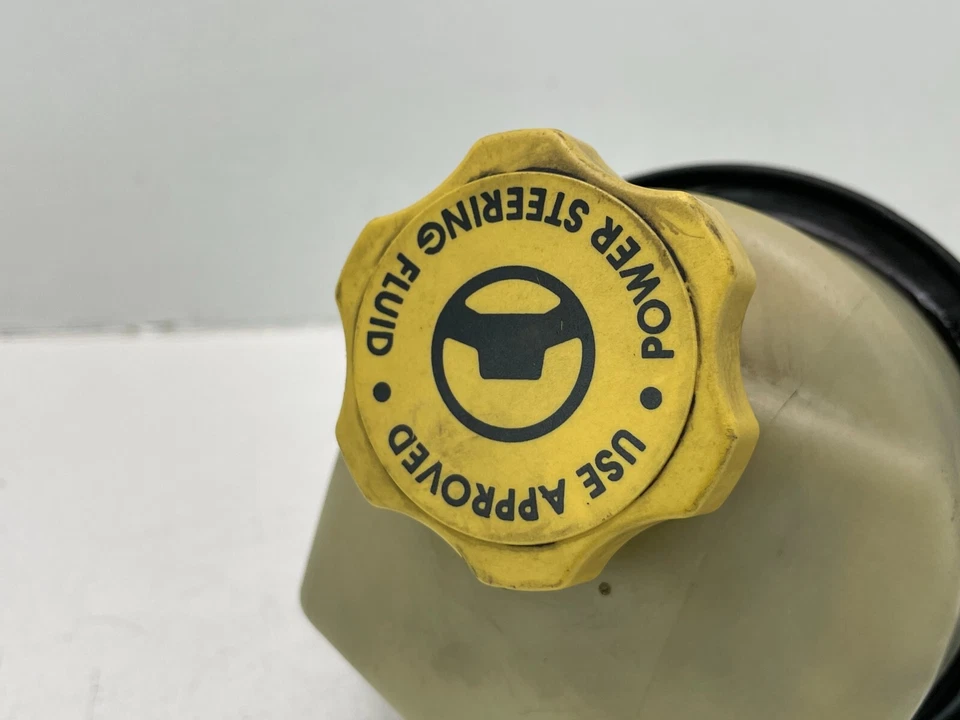 USE APPROVED
POWER STEERING FLUID